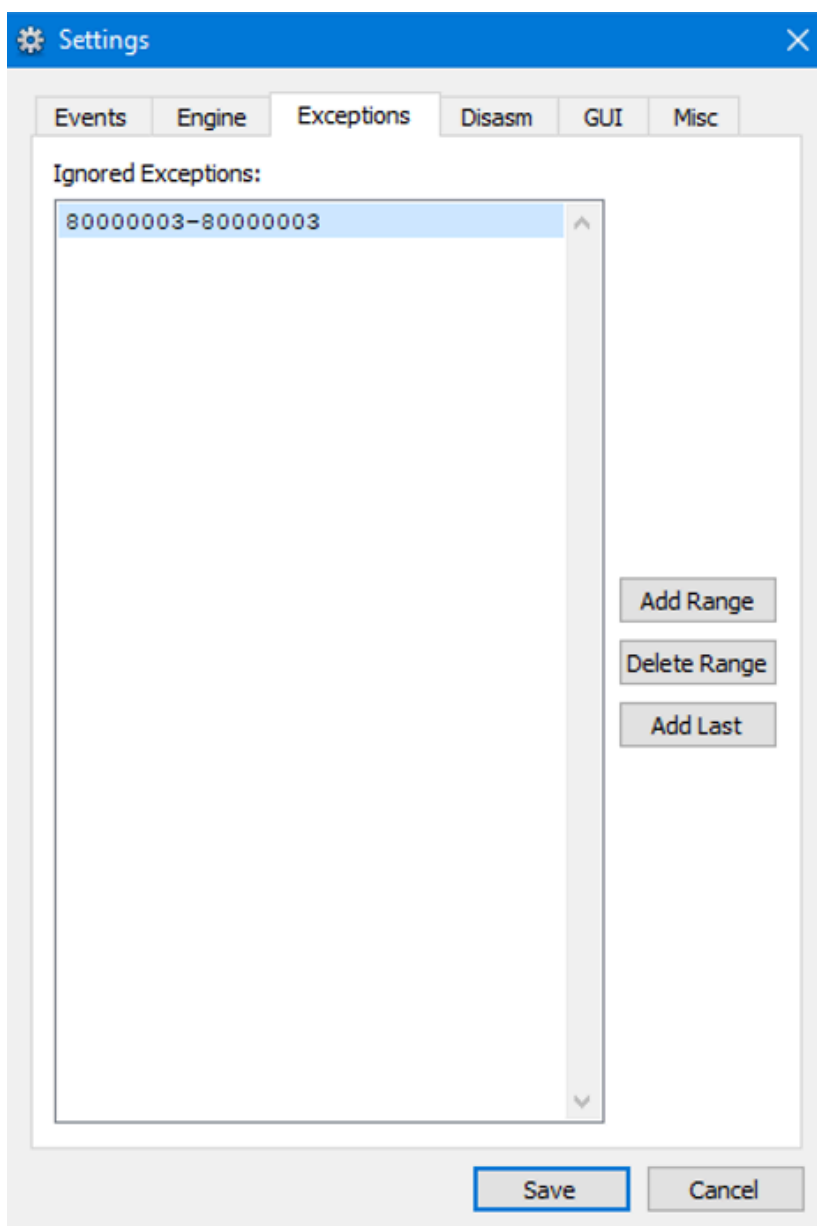 Settings
Events Engine Exceptions Disasm GUI Misc
Ignored Exceptions:
80000003-80000003
Add Range
Delete Range
Add Last
Save Cancel